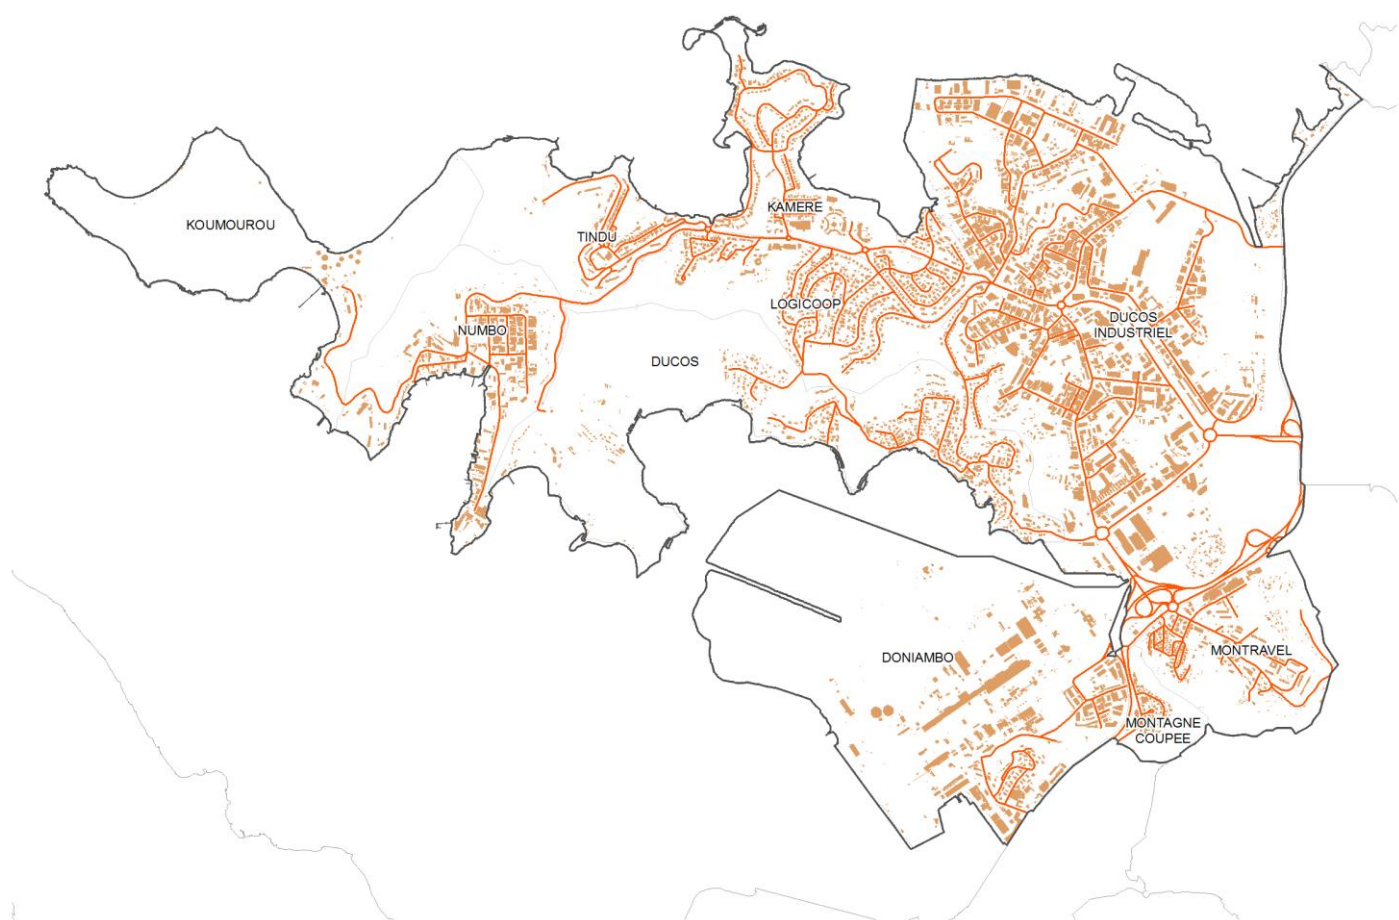 KAMERE
KOUMOUROU
TINDU
LOGICOOP
DUCOS
INDUSTRIEL
NUMBO
DUCOS
DONIAMBO
MONTRAVEL
MONTAGNE
COUPEE